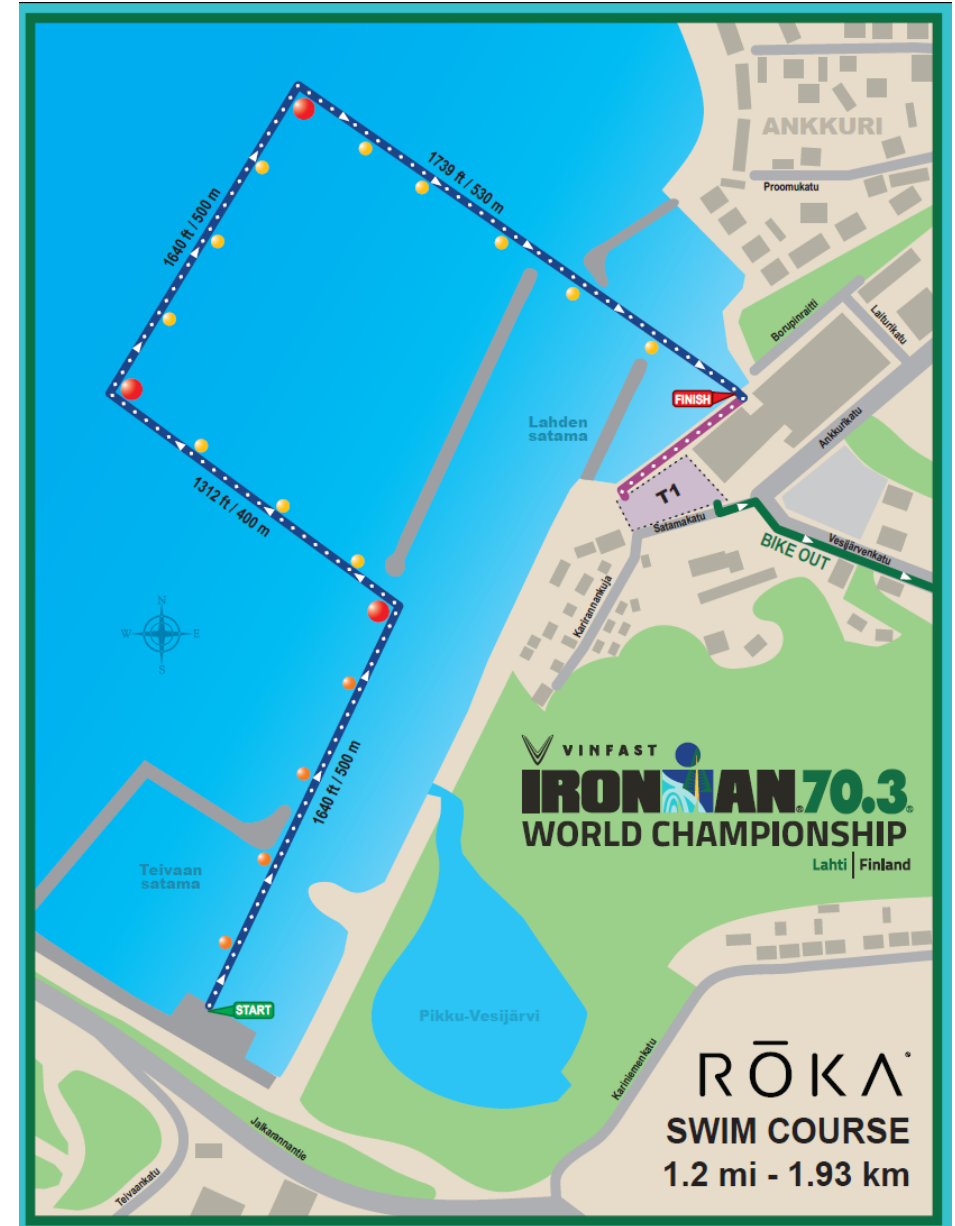 ANKKURI
Proomukatu
1739 ft / 530 m
1640 ft / 500 m
Borupinraitti
Laiturikatu
FINISH
Lahden
satama
Ankkurikatu
T1
1312 ft / 400 m
Satamakatu
BIKE OUT
Vesijärvenkatu
Karirannankuja
N
W
E
S
1640 ft / 500 m
VINFAST
IRONMAN®70.3®
WORLD CHAMPIONSHIP
Lahti | Finland
Teivaan
satama
START
Pikku-Vesijärvi
Kariniemenkatu
RŌKA®
SWIM COURSE
1.2 mi - 1.93 km
Jalkarannantie
Teivaankatu